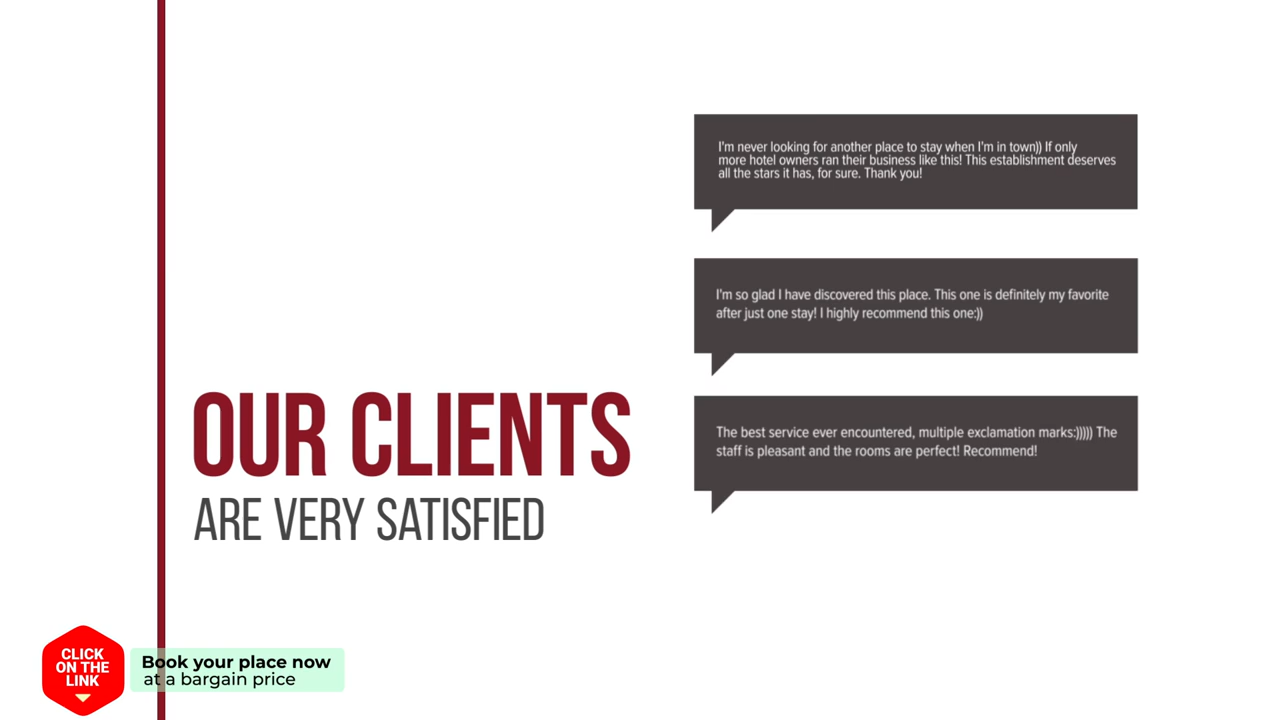 I'm never looking for another place to stay when I'm in town)) If only
more hotel owners ran their business like this! This establishment deserves
all the stars it has, for sure. Thank you!
I'm so glad I have discovered this place. This one is definitely my favorite
after just one stay! I highly recommend this one:))
The best service ever encountered, multiple exclamation marks:))))) The
staff is pleasant and the rooms are perfect! Recommend!
OUR CLIENTS
ARE VERY SATISFIED
CLICK
ON THE
LINK
Book your place now
at a bargain price